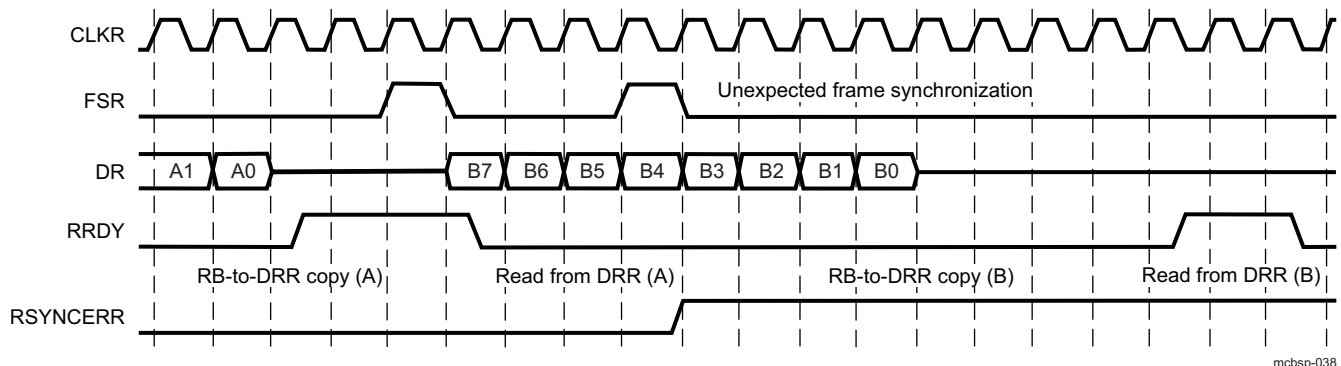 CLKR
FSR
Unexpected frame synchronization
DR
A1 A0 B7 B6 B5 B4 B3 B2 B1 B0
RRDY
RB-to-DRR copy (A) Read from DRR (A) RB-to-DRR copy (B) Read from DRR (B)
RSYNCERR
mcbsp-038